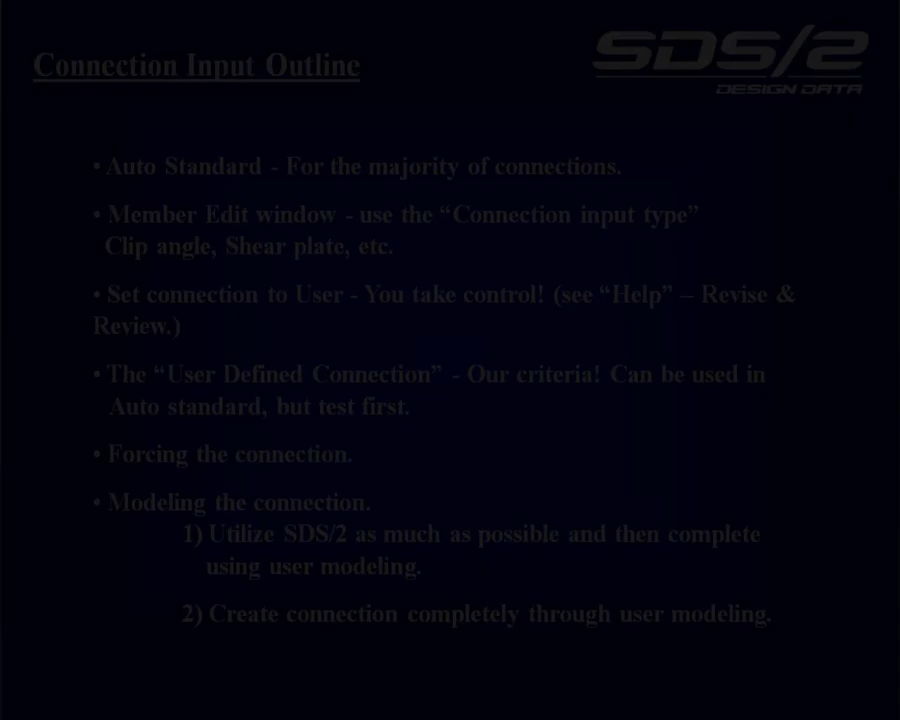 Connection Input Outline
SDS/2
DESIGN DATA
• Auto Standard - For the majority of connections.
• Member Edit window - use the “Connection input type”
Clip angle, Shear plate, etc.
• Set connection to User - You take control! (see “Help” – Revise &
Review.)
• The “User Defined Connection” - Our criteria! Can be used in
Auto standard, but test first.
• Forcing the connection.
• Modeling the connection.
1) Utilize SDS/2 as much as possible and then complete
using user modeling.
2) Create connection completely through user modeling.